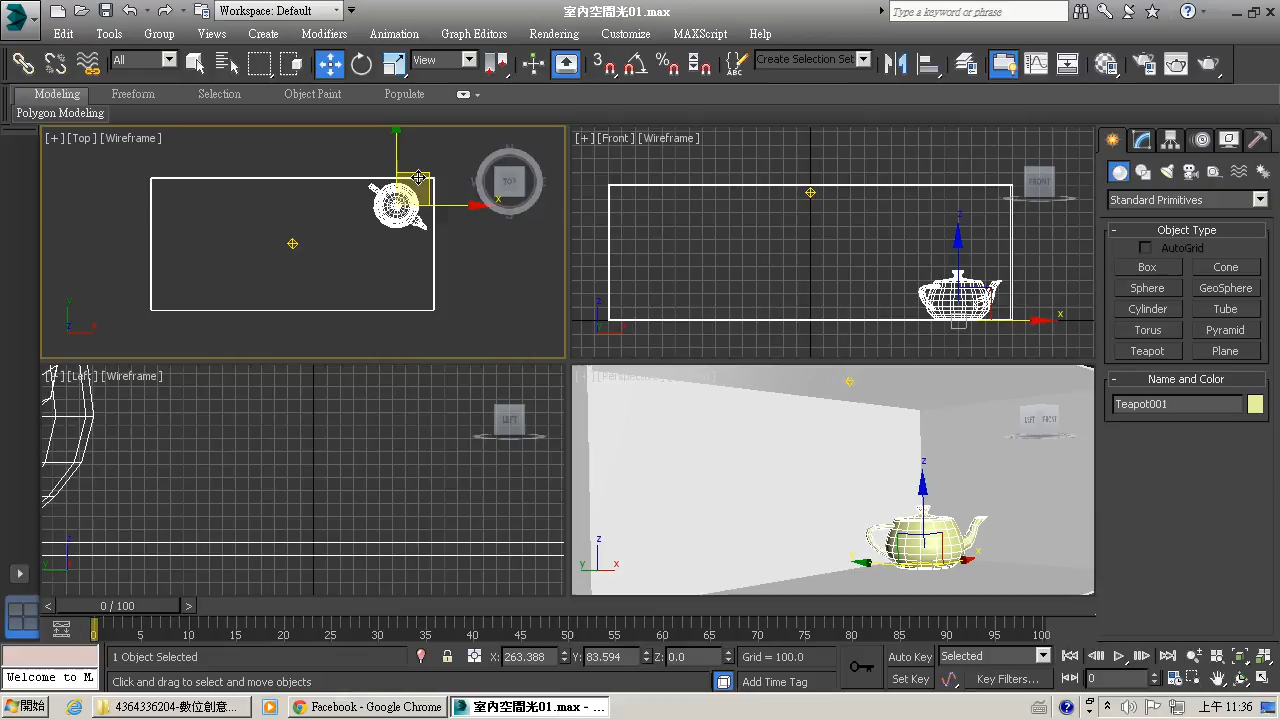 Workspace: Default
室內空間光01.max
Type a keyword or phrase
Edit Tools Group Views Create Modifiers Animation Graph Editors Rendering Customize MAXScript Help
All
View
Create Selection Set
Modeling Freeform Selection Object Paint Populate
Polygon Modeling
[+][Top][Wireframe]
TOP
x
[+][Front][Wireframe]
FRONT
z
x
Standard Primitives
Object Type
AutoGrid
Box Cone
Sphere GeoSphere
Cylinder Tube
Torus Pyramid
Teapot Plane
Name and Color
Teapot001
[Left][Wireframe]
LEFT
LEFT FRONT
z
x
0 / 100
0 5 10 15 20 25 30 35 40 45 50 55 60 65 70 75 80 85 90 95 100
1 Object Selected
X: 263.388 Y: 83.594 Z: 0.0
Grid = 100.0
Auto Key Selected
Welcome to M
Click and drag to select and move objects
Add Time Tag
Set Key Key Filters...
0
開始
4364336204-數位創意...
Facebook - Google Chrome
室內空間光01.max - ...
上午 11:36